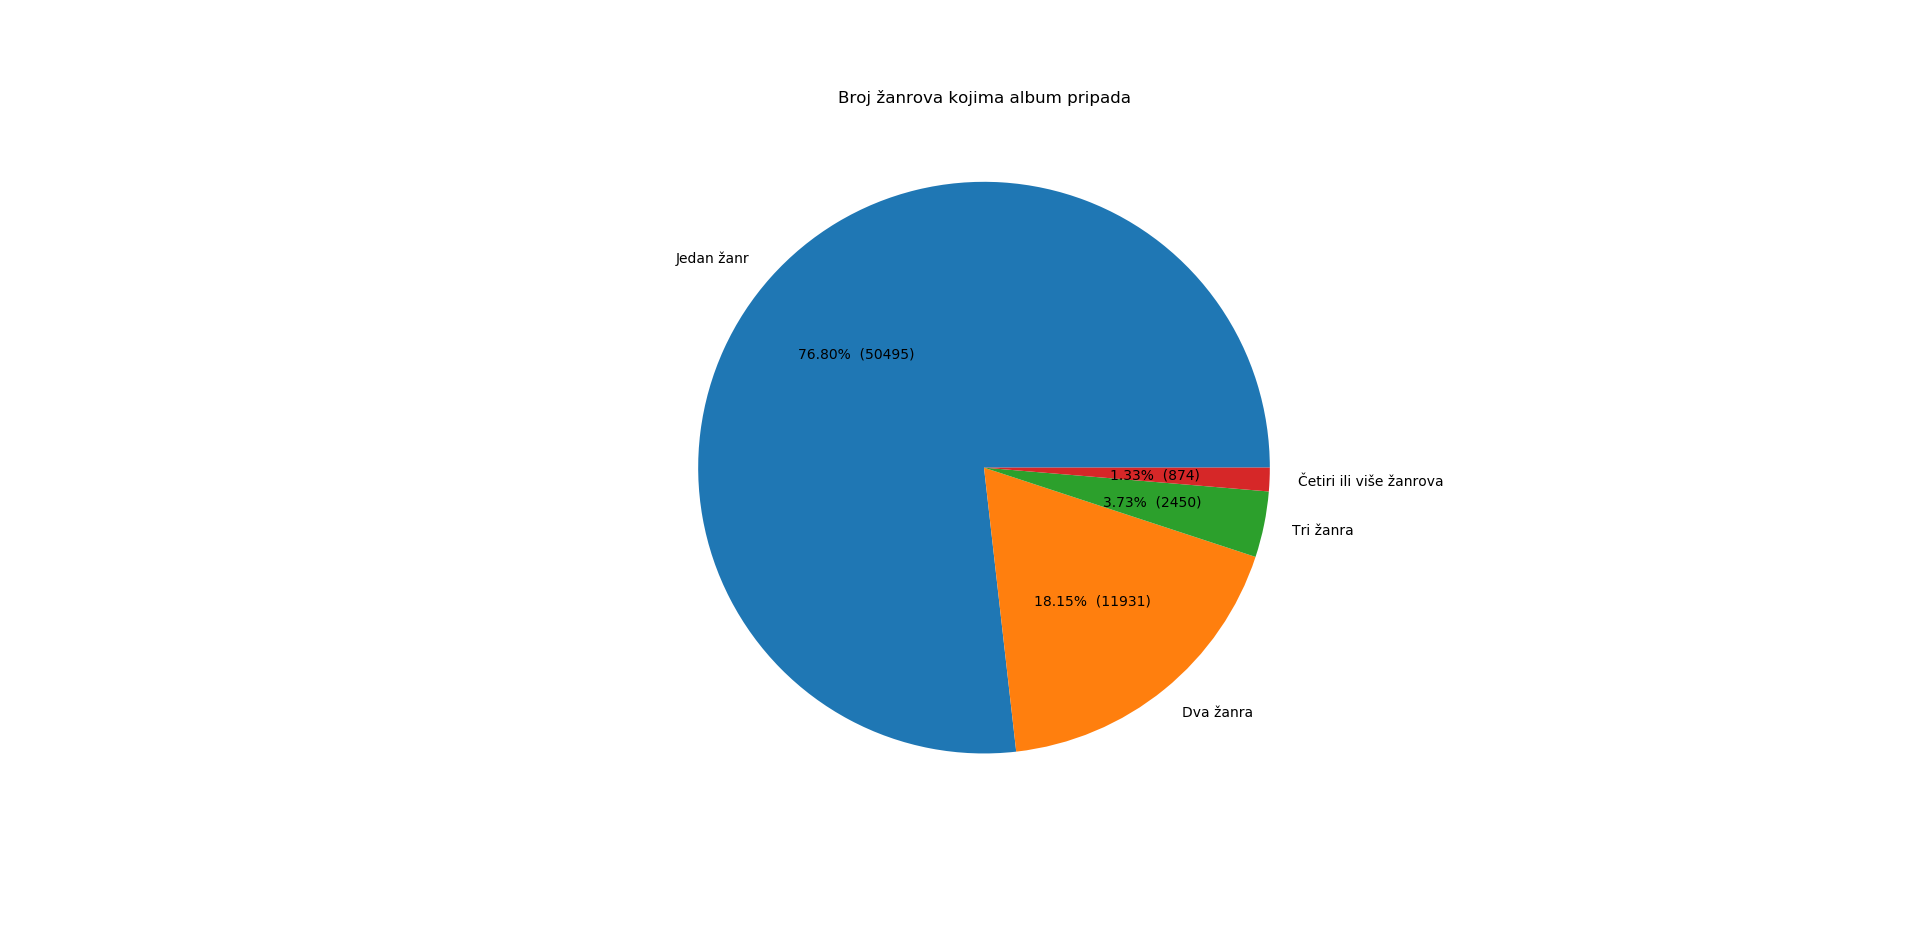 Broj žanrova kojima album pripada
Jedan žanr
76.80%  (50495)
1.33%  (874)
Četiri ili više žanrova
3.73%  (2450)
Tri žanra
18.15%  (11931)
Dva žanra